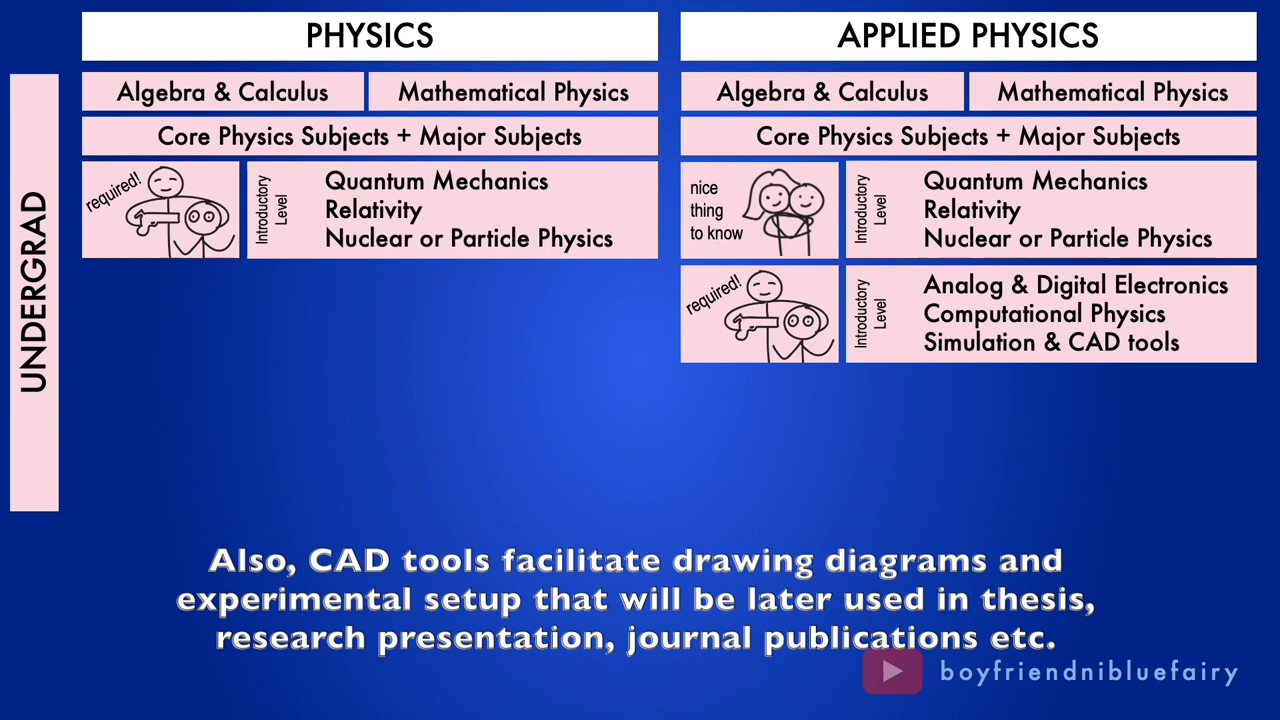 PHYSICS
APPLIED PHYSICS
UNDERGRAD
Algebra & Calculus
Mathematical Physics
Core Physics Subjects + Major Subjects
required!
Introductory
Level
Quantum Mechanics
Relativity
Nuclear or Particle Physics
Algebra & Calculus
Mathematical Physics
Core Physics Subjects + Major Subjects
nice
thing
to know
Introductory
Level
Quantum Mechanics
Relativity
Nuclear or Particle Physics
required!
Introductory
Level
Analog & Digital Electronics
Computational Physics
Simulation & CAD tools
Also, CAD tools facilitate drawing diagrams and
experimental setup that will be later used in thesis,
research presentation, journal publications etc.
boyfriendnibluefairy